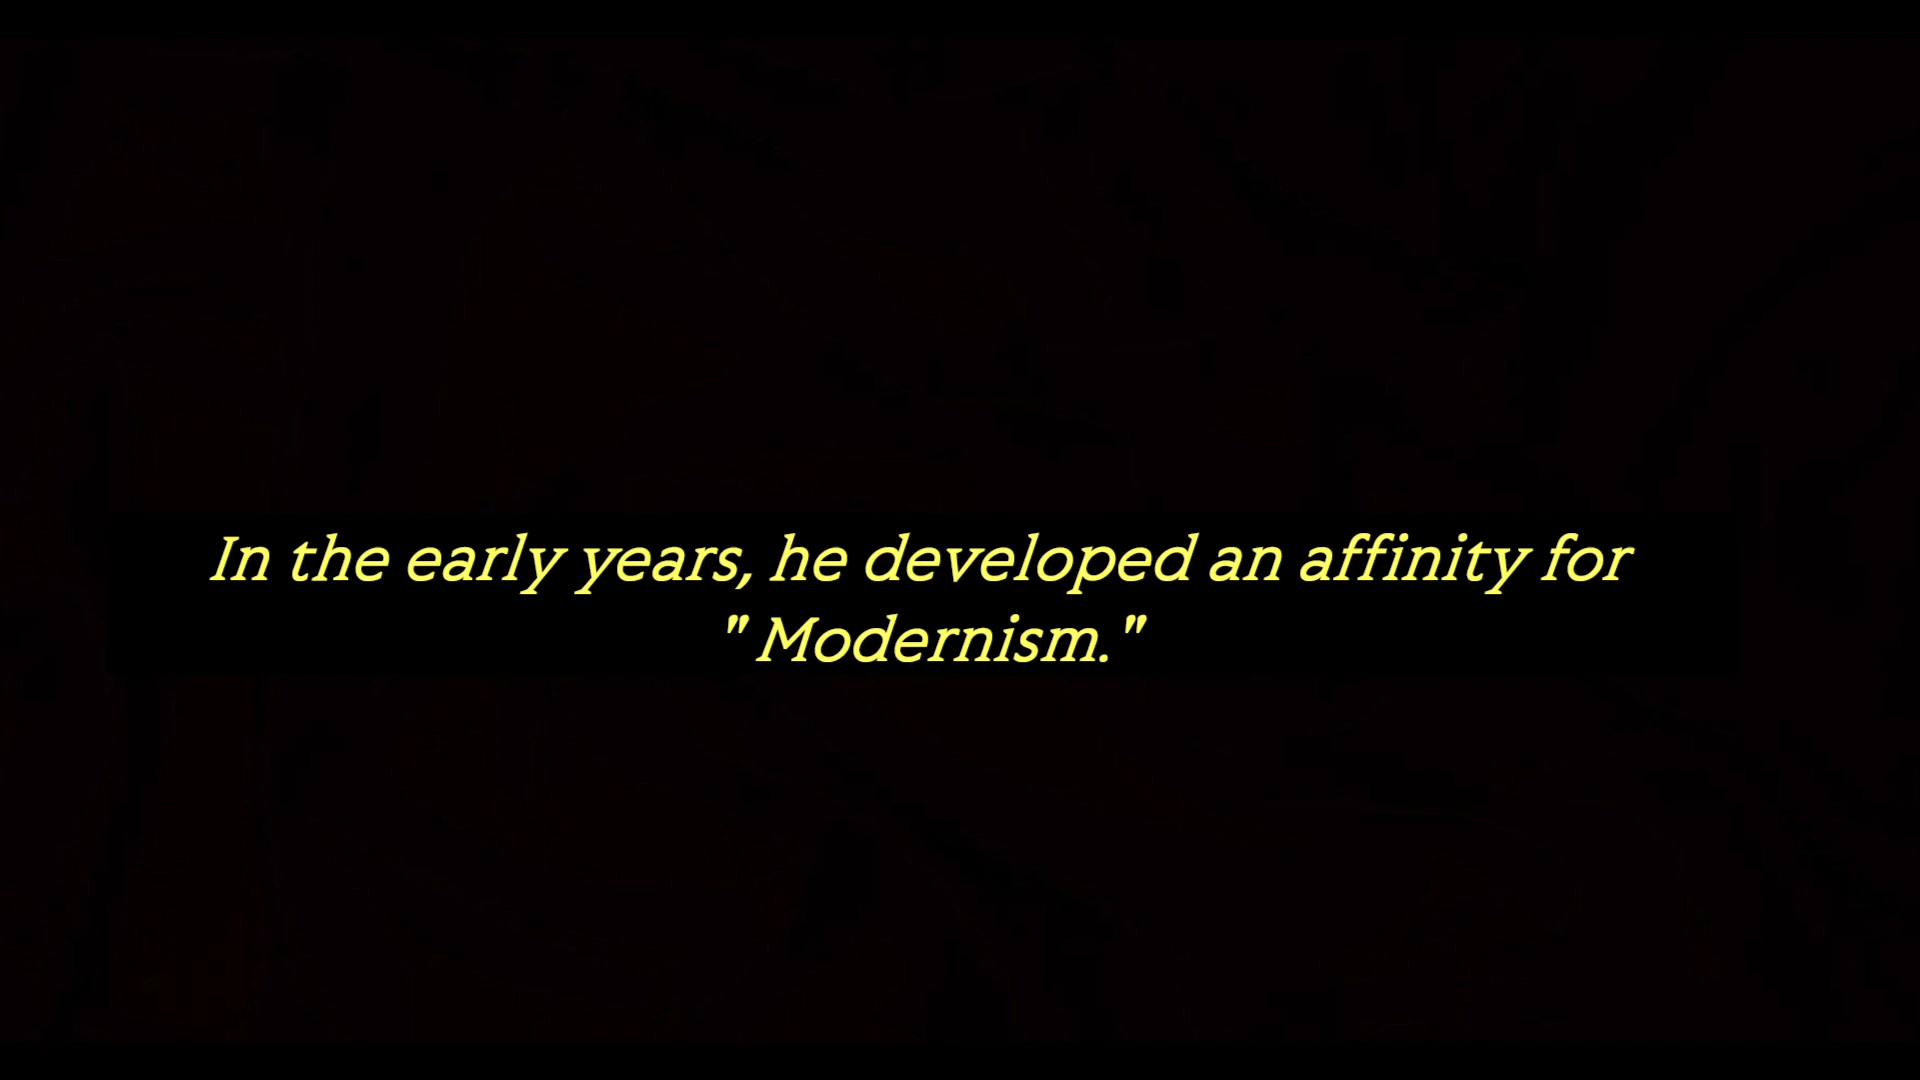 In the early years, he developed an affinity for
" Modernism."